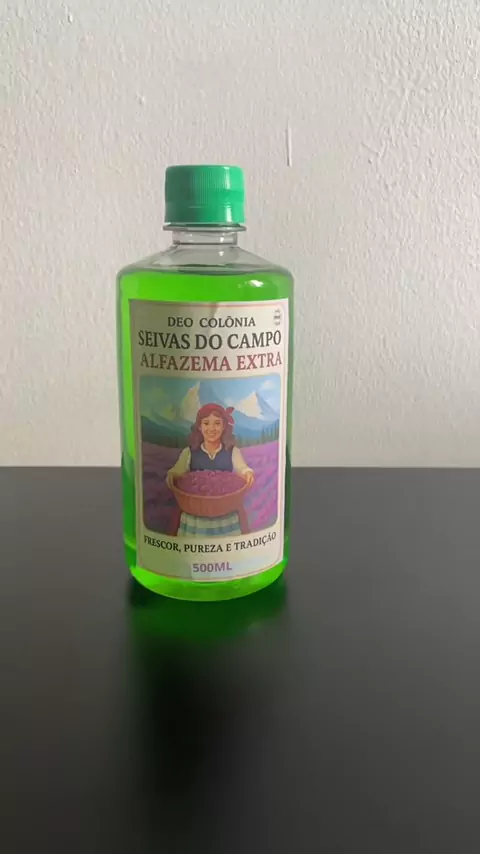 DEO COLÔNIA
SEIVAS DO CAMPO
ALFAZEMA EXTRA
FRESCOR, PUREZA E TRADIÇÃO
500ML